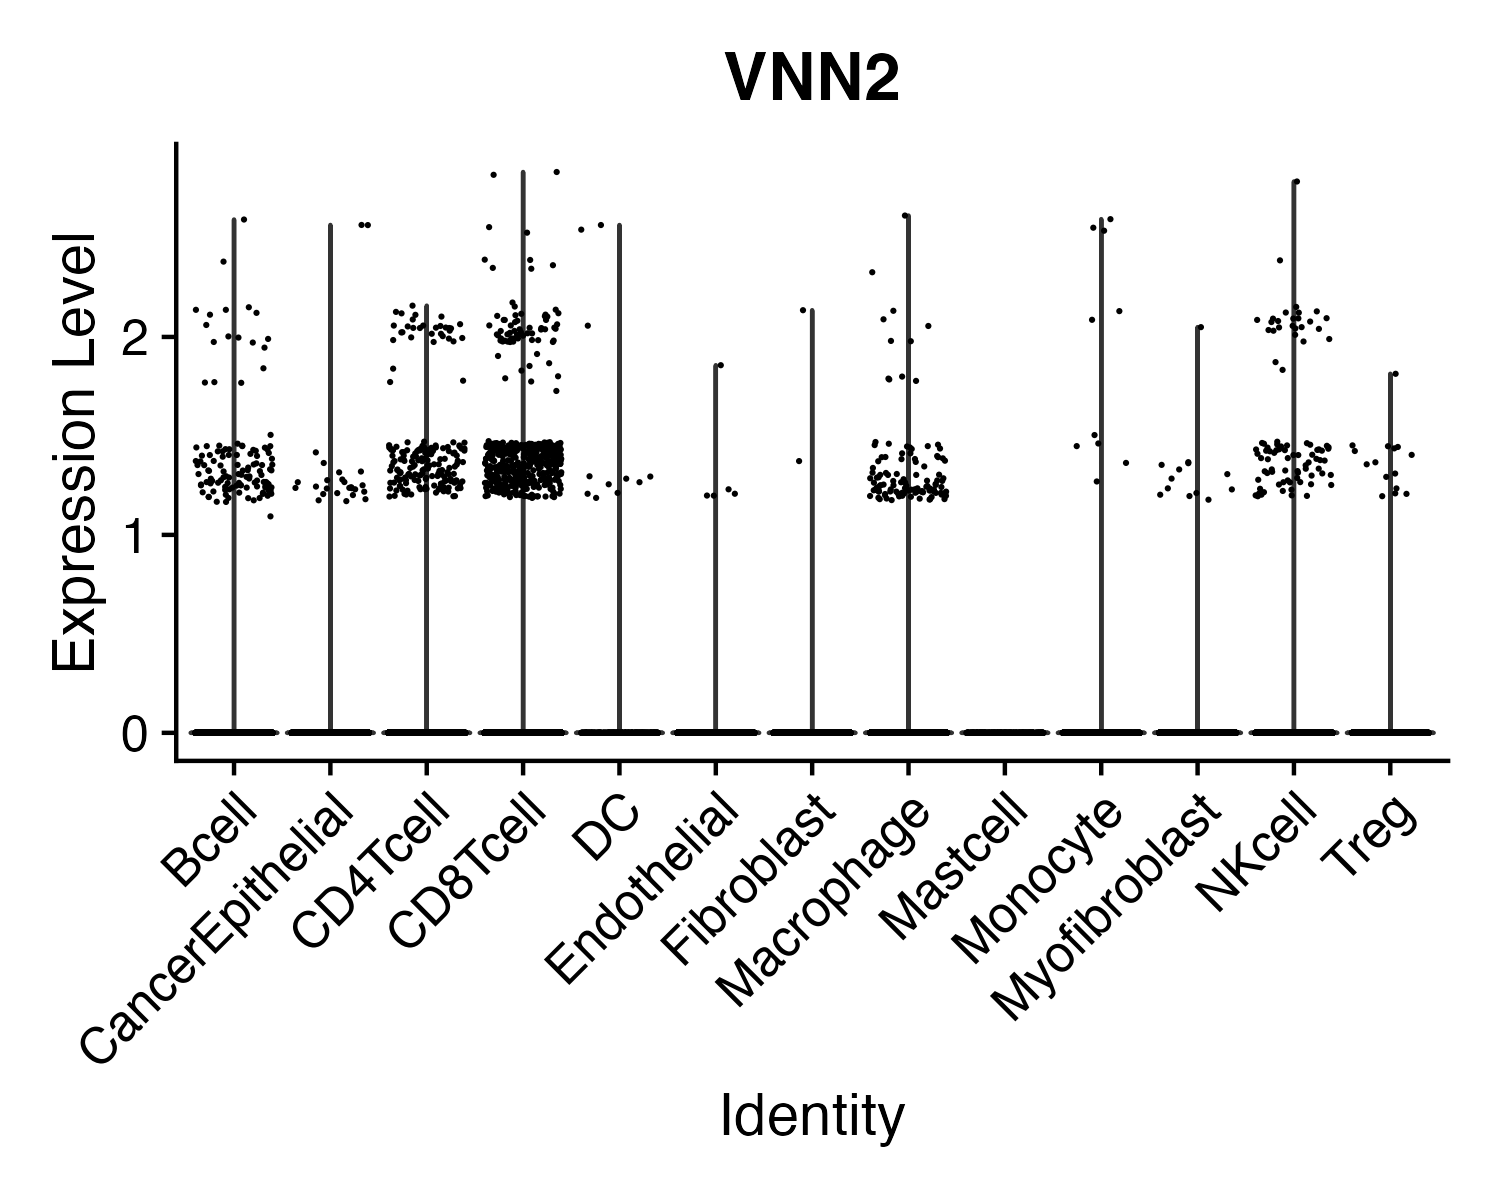 VNN2
Expression Level
2
1
0
Bcell
CancerEpithelial
CD4Tcell
CD8Tcell
DC
Endothelial
Fibroblast
Macrophage
Mastcell
Monocyte
Myofibroblast
NKcell
Treg
Identity